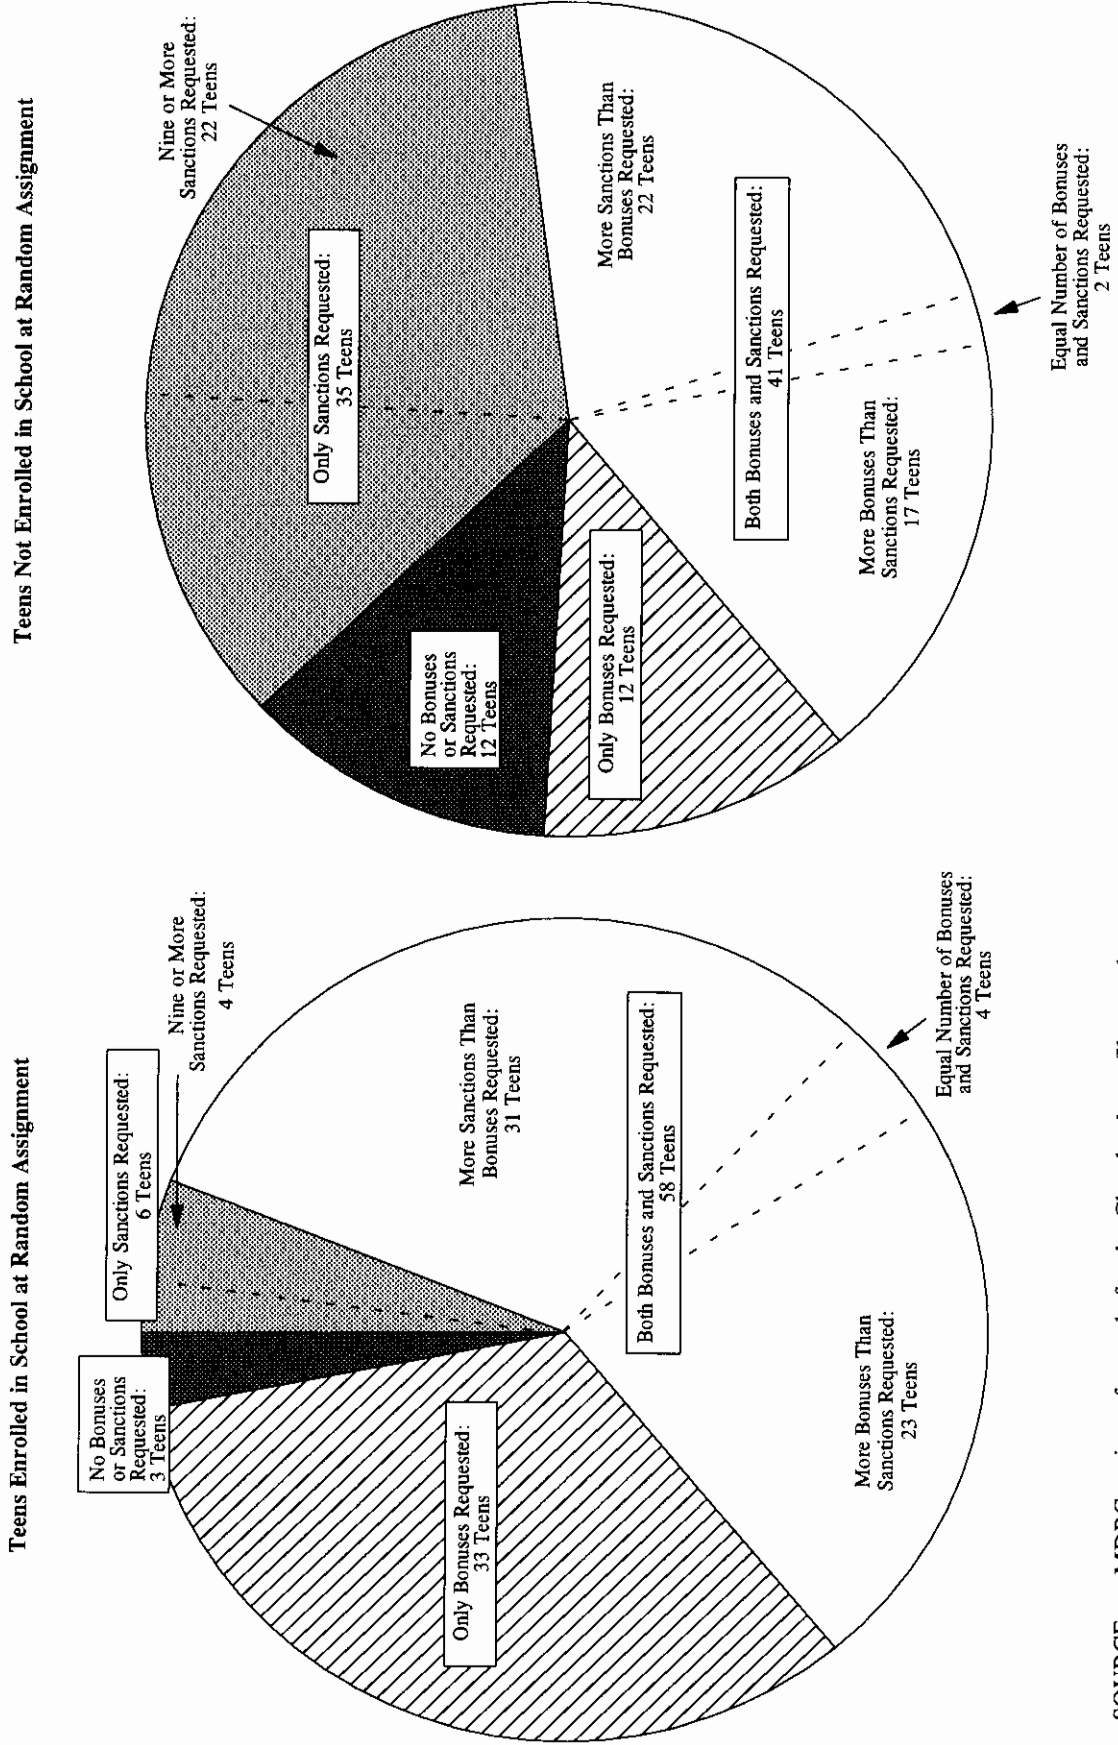 Teens Enrolled in School at Random Assignment
No Bonuses
or Sanctions
Requested:
3 Teens
Only Sanctions Requested:
6 Teens
Nine or More
Sanctions Requested:
4 Teens
Only Bonuses Requested:
33 Teens
More Sanctions Than
Bonuses Requested:
31 Teens
Both Bonuses and Sanctions Requested:
58 Teens
More Bonuses Than
Sanctions Requested:
23 Teens
Equal Number of Bonuses
and Sanctions Requested:
4 Teens
Teens Not Enrolled in School at Random Assignment
Nine or More
Sanctions Requested:
22 Teens
Only Sanctions Requested:
35 Teens
No Bonuses
or Sanctions
Requested:
12 Teens
Only Bonuses Requested:
12 Teens
More Sanctions Than
Bonuses Requested:
22 Teens
Both Bonuses and Sanctions Requested:
41 Teens
More Bonuses Than
Sanctions Requested:
17 Teens
Equal Number of Bonuses
and Sanctions Requested:
2 Teens